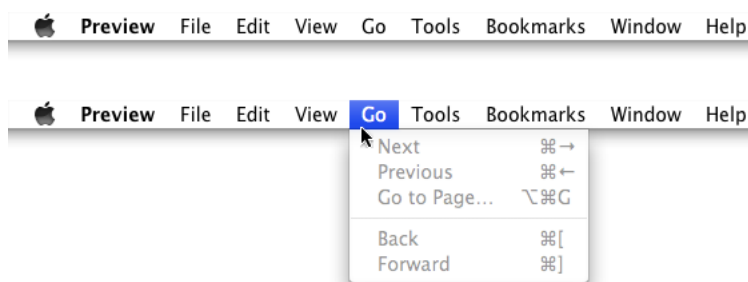 Preview File Edit View Go Tools Bookmarks Window Help
Preview File Edit View Go Tools Bookmarks Window Help
Next ⌘→
Previous ⌘←
Go to Page... ⌥⌘G
Back ⌘[
Forward ⌘]